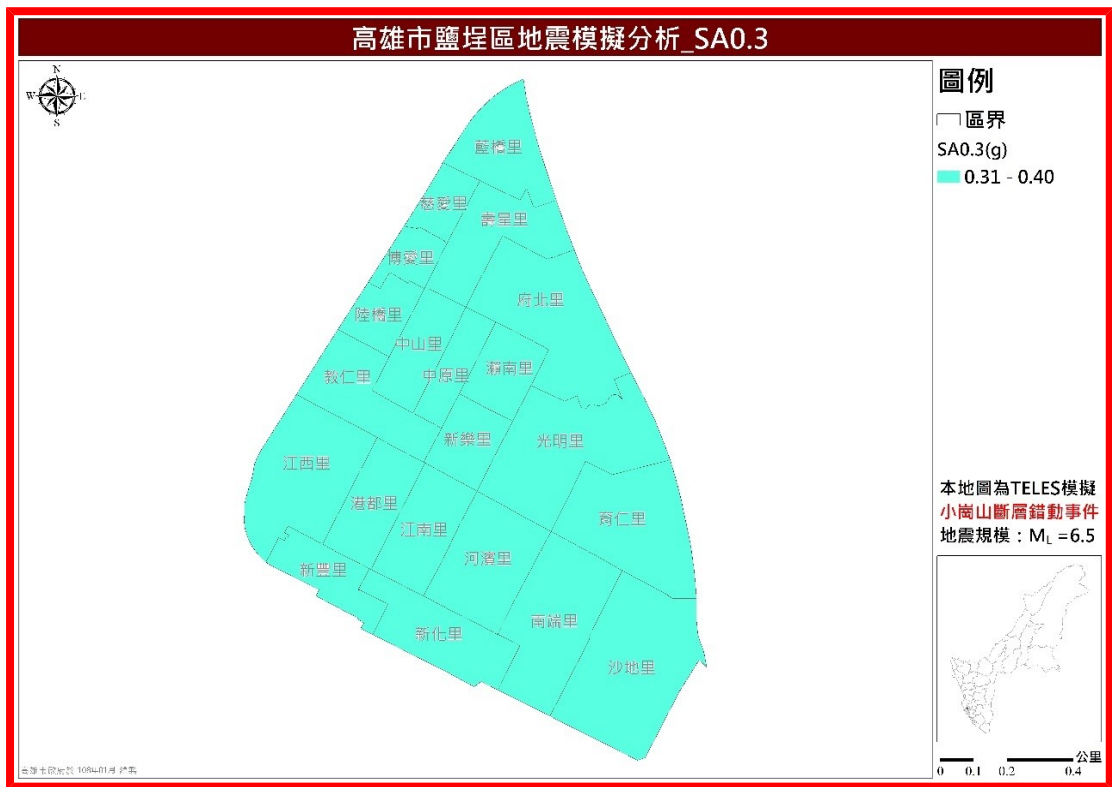 高雄市鹽埕區地震模擬分析_SA0.3
N
W
E
S
圖例
區界
SA0.3(g)
0.31 - 0.40
藍橋里
慈愛里
壽星里
博愛里
府北里
陸橋里
中山里
教仁里
中原里
瀨南里
新樂里
光明里
江西里
港都里
江南里
育仁里
河濱里
新豐里
南端里
新化里
沙地里
本地圖為TELES模擬
小崗山斷層錯動事件
地震規模:ML =6.5
公里
0 0.1 0.2 0.4